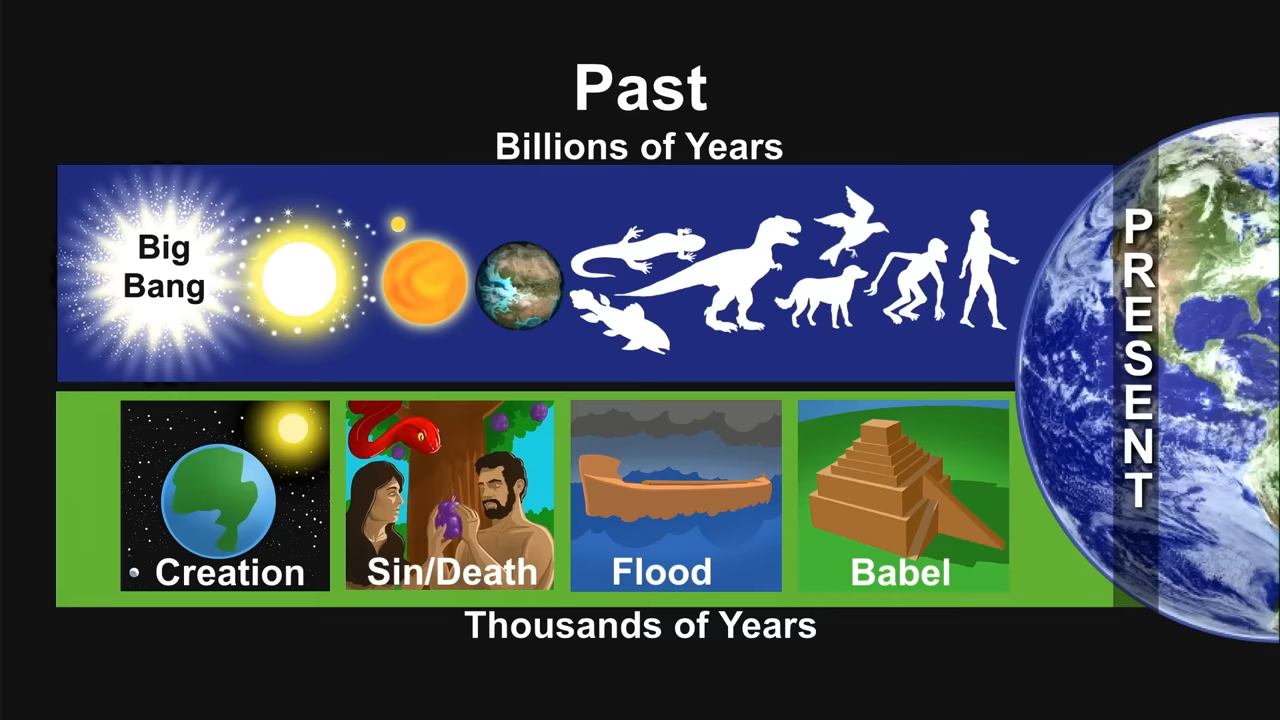 Past
Billions of Years
Big
Bang
PRESENT
Creation
Sin/Death
Flood
Babel
Thousands of Years